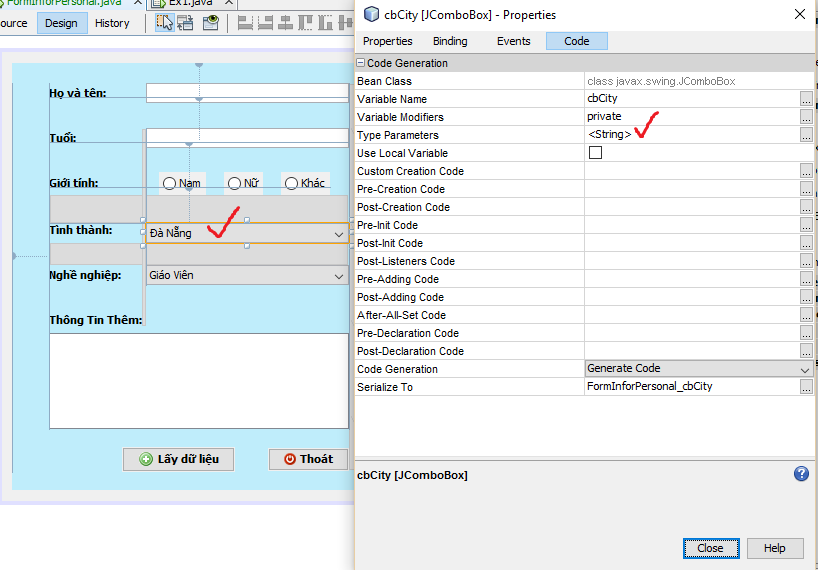 FormInforPersonal.java
Ex1.java
ource Design History
Họ và tên:
Tuổi:
Giới tính: Nam Nữ Khác
Tình thành: Đà Nẵng
Nghề nghiệp: Giáo Viên
Thông Tin Thêm:
Lấy dữ liệu Thoát
cbCity [JComboBox] - Properties
Properties Binding Events Code
Code Generation
Bean Class class javax.swing.JComboBox
Variable Name cbCity ...
Variable Modifiers private ...
Type Parameters <String> ...
Use Local Variable
Custom Creation Code ...
Pre-Creation Code ...
Post-Creation Code ...
Pre-Init Code ...
Post-Init Code ...
Post-Listeners Code ...
Pre-Adding Code ...
Post-Adding Code ...
After-All-Set Code ...
Pre-Declaration Code ...
Post-Declaration Code ...
Code Generation Generate Code
Serialize To FormInforPersonal_cbCity ...
cbCity [JComboBox]
?
Close Help